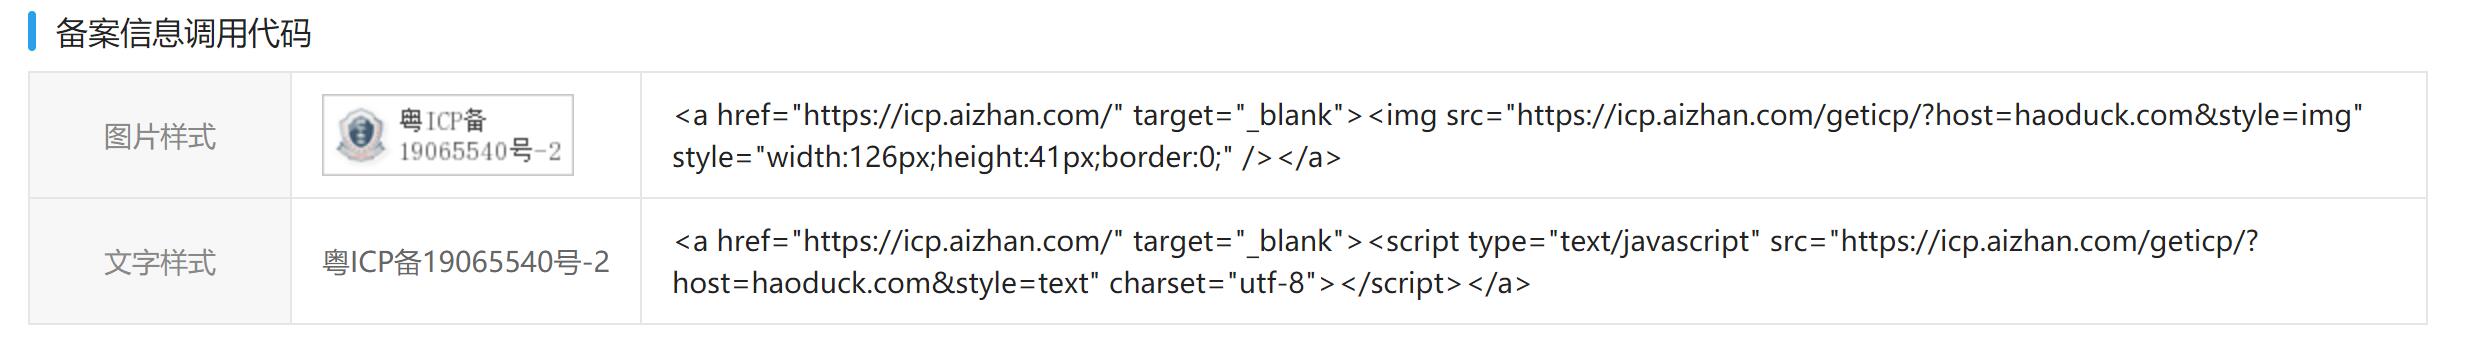 备案信息调用代码
图片样式
粤ICP备
19065540号-2
<a href="https://icp.aizhan.com/" target="_blank"><img src="https://icp.aizhan.com/geticp/?host=haoduck.com&style=img"
style="width:126px;height:41px;border:0;" /></a>
文字样式
粤ICP备19065540号-2
<a href="https://icp.aizhan.com/" target="_blank"><script type="text/javascript" src="https://icp.aizhan.com/geticp/?
host=haoduck.com&style=text" charset="utf-8"></script></a>